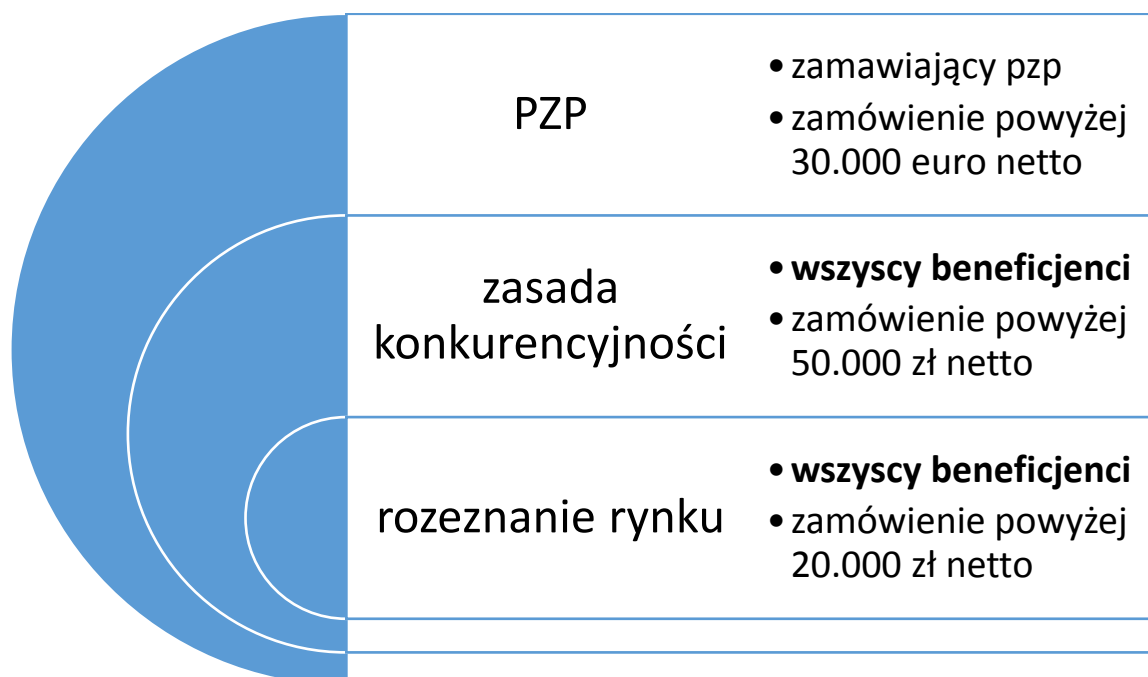 PZP
• zamawiający pzp
• zamówienie powyżej
30.000 euro netto
zasada
konkurencyjności
• wszyscy beneficjenci
• zamówienie powyżej
50.000 zł netto
rozeznanie rynku
• wszyscy beneficjenci
• zamówienie powyżej
20.000 zł netto